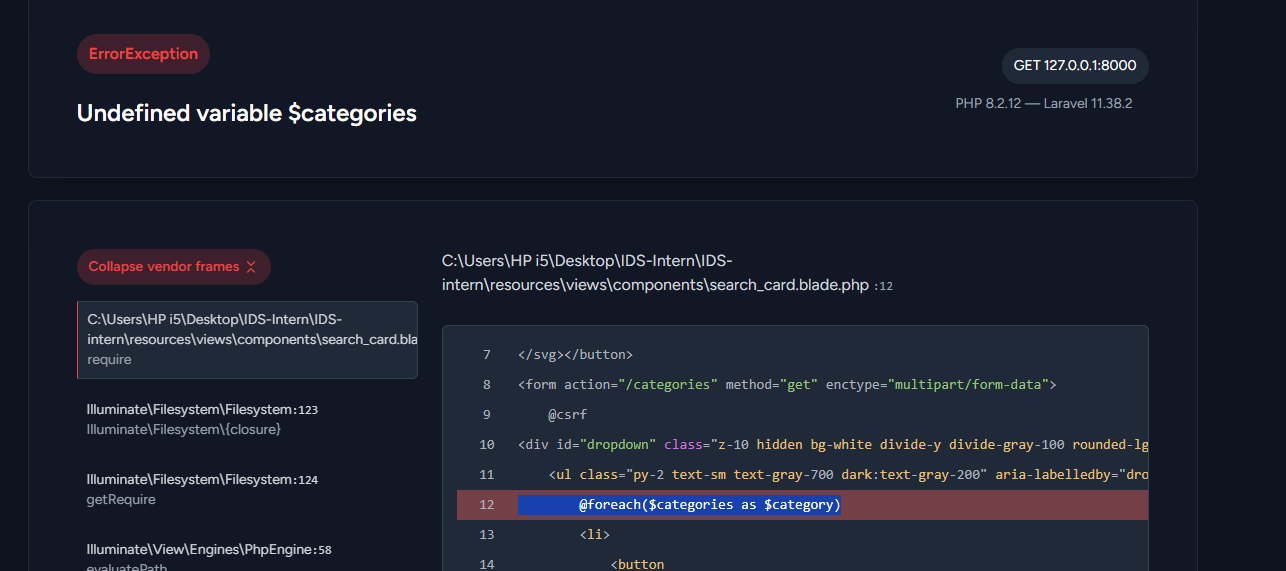 ErrorException
GET 127.0.0.1:8000
Undefined variable $categories
PHP 8.2.12 — Laravel 11.38.2
Collapse vendor frames
C:\Users\HP i5\Desktop\IDS-Intern\IDS-
intern\resources\views\components\search_card.bla
require
Illuminate\Filesystem\Filesystem:123
Illuminate\Filesystem\{closure}
Illuminate\Filesystem\Filesystem:124
getRequire
Illuminate\View\Engines\PhpEngine:58
evaluatePath
C:\Users\HP i5\Desktop\IDS-Intern\IDS-
intern\resources\views\components\search_card.blade.php :12
7 </svg></button>
8 <form action="/categories" method="get" enctype="multipart/form-data">
9 @csrf
10 <div id="dropdown" class="z-10 hidden bg-white divide-y divide-gray-100 rounded-lg
11 <ul class="py-2 text-sm text-gray-700 dark:text-gray-200" aria-labelledby="dro
12 @foreach($categories as $category)
13 <li>
14 <button